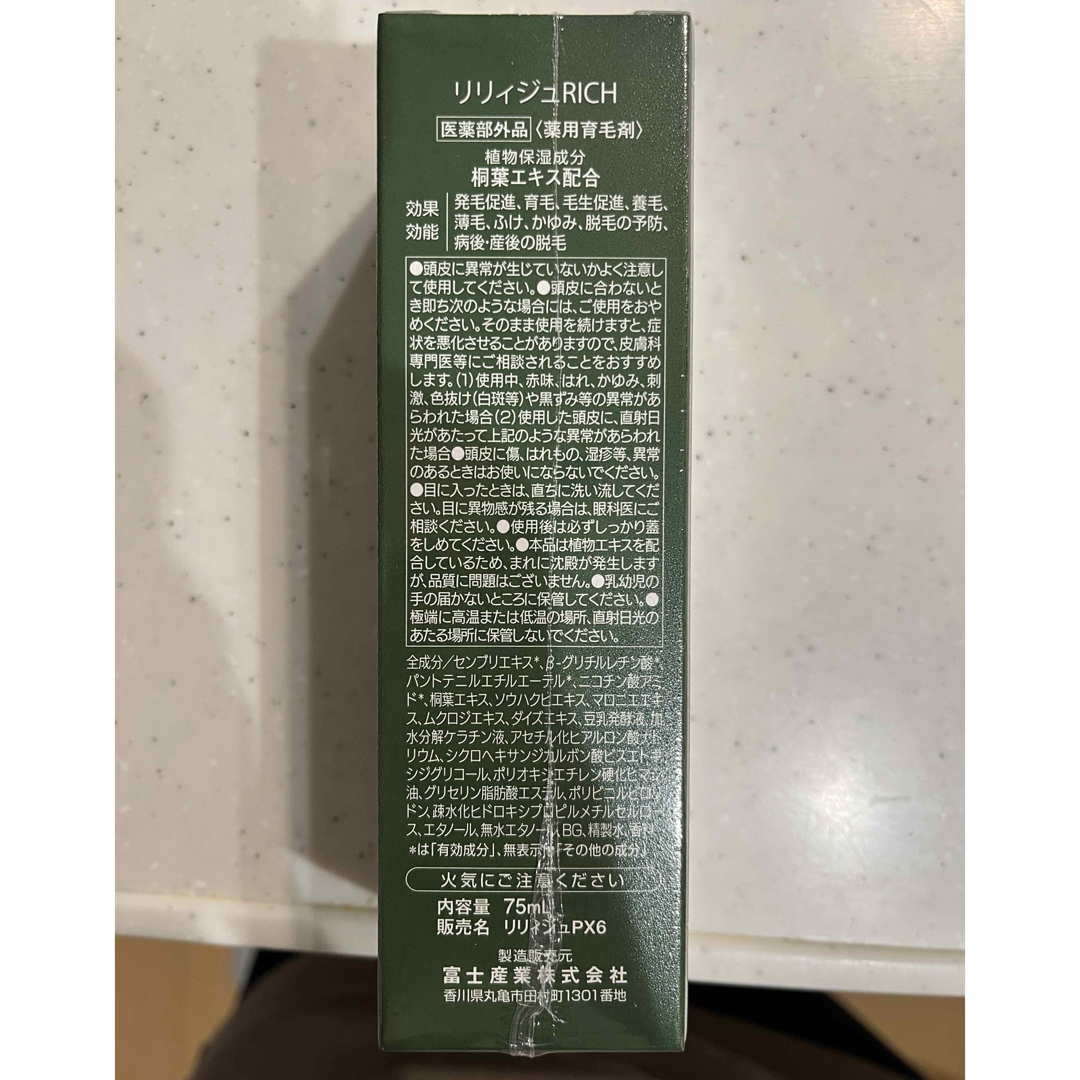 リリィジュRICH
医薬部外品〈薬用育毛剤〉
植物保湿成分
桐葉エキス配合
効果
効能
発毛促進、育毛、毛生促進、養毛、
薄毛、ふけ、かゆみ、脱毛の予防、
病後・産後の脱毛
●頭皮に異常が生じていないかよく注意し
て使用してください。●頭皮に合わないと
き即ち次のような場合には、ご使用をおや
めください。そのまま使用を続けますと、症
状を悪化させることがありますので、皮膚科
専門医等にご相談されることをおすすめ
します。(1)使用中、赤味、はれ、かゆみ、刺
激、色抜け(白斑等)や黒ずみ等の異常があ
らわれた場合(2)使用した頭皮に、直射日
光があたって上記のような異常があらわれ
た場合●頭皮に傷、はれもの、湿疹等、異常
のあるときはお使いにならないでください。
●目に入ったときは、直ちに洗い流してくだ
さい。目に異物感が残る場合は、眼科医にご
相談ください。●使用後は必ずしっかり蓋
をしめてください。●本品は植物エキスを配
合しているため、まれに沈殿が発生します
が、品質に問題はございません。●乳幼児の
手の届かないところに保管してください。●
極端に高温または低温の場所、直射日光の
あたる場所に保管しないでください。
全成分/センブリエキス*、β-グリチルレチン酸*、
パントテニルエチルエーテル*、ニコチン酸アミ
ド*、桐葉エキス、ソウハクヒエキス、マロニエエキ
ス、ムクロジエキス、ダイズエキス、豆乳発酵液、加
水分解ケラチン液、アセチル化ヒアルロン酸ナト
リウム、シクロヘキサンジカルボン酸ビスエトキ
シジグリコール、ポリオキシエチレン硬化ヒマシ
油、グリセリン脂肪酸エステル、ポリビニルピロリ
ドン、疎水化ヒドロキシプロピルメチルセルロー
ス、エタノール、無水エタノール、BG、精製水、香料
*は「有効成分」、無表示は「その他の成分」
火気にご注意ください
内容量 75mL
販売名 リリィジュPX6
製造販売元
富士産業株式会社
香川県丸亀市田村町1301番地